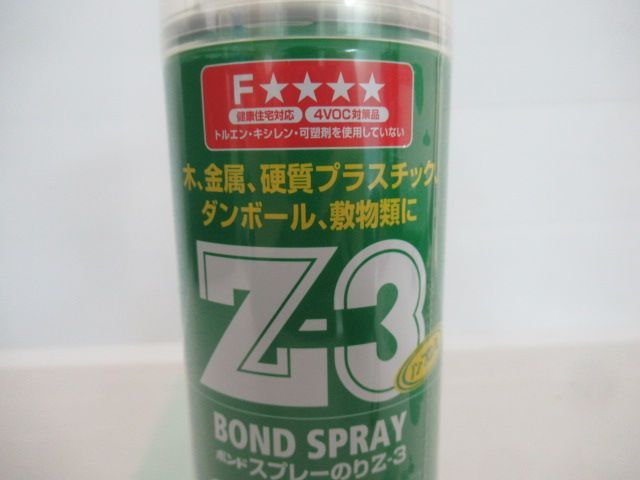 F★★★★
健康住宅対応 4VOC対策品
トルエン・キシレン・可塑剤を使用していない
木、金属、硬質プラスチック、
ダンボール、敷物類に
Z-3
BOND SPRAY
ボンド スプレーのりZ-3